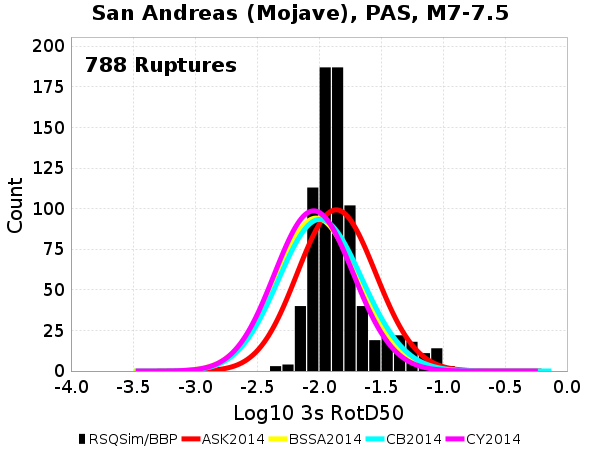 San Andreas (Mojave), PAS, M7-7.5
788 Ruptures
Count
200
175
150
125
100
75
50
25
0
-4.0 -3.5 -3.0 -2.5 -2.0 -1.5 -1.0 -0.5 0.0
Log10 3s RotD50
RSQSim/BBP ASK2014 BSSA2014 CB2014 CY2014